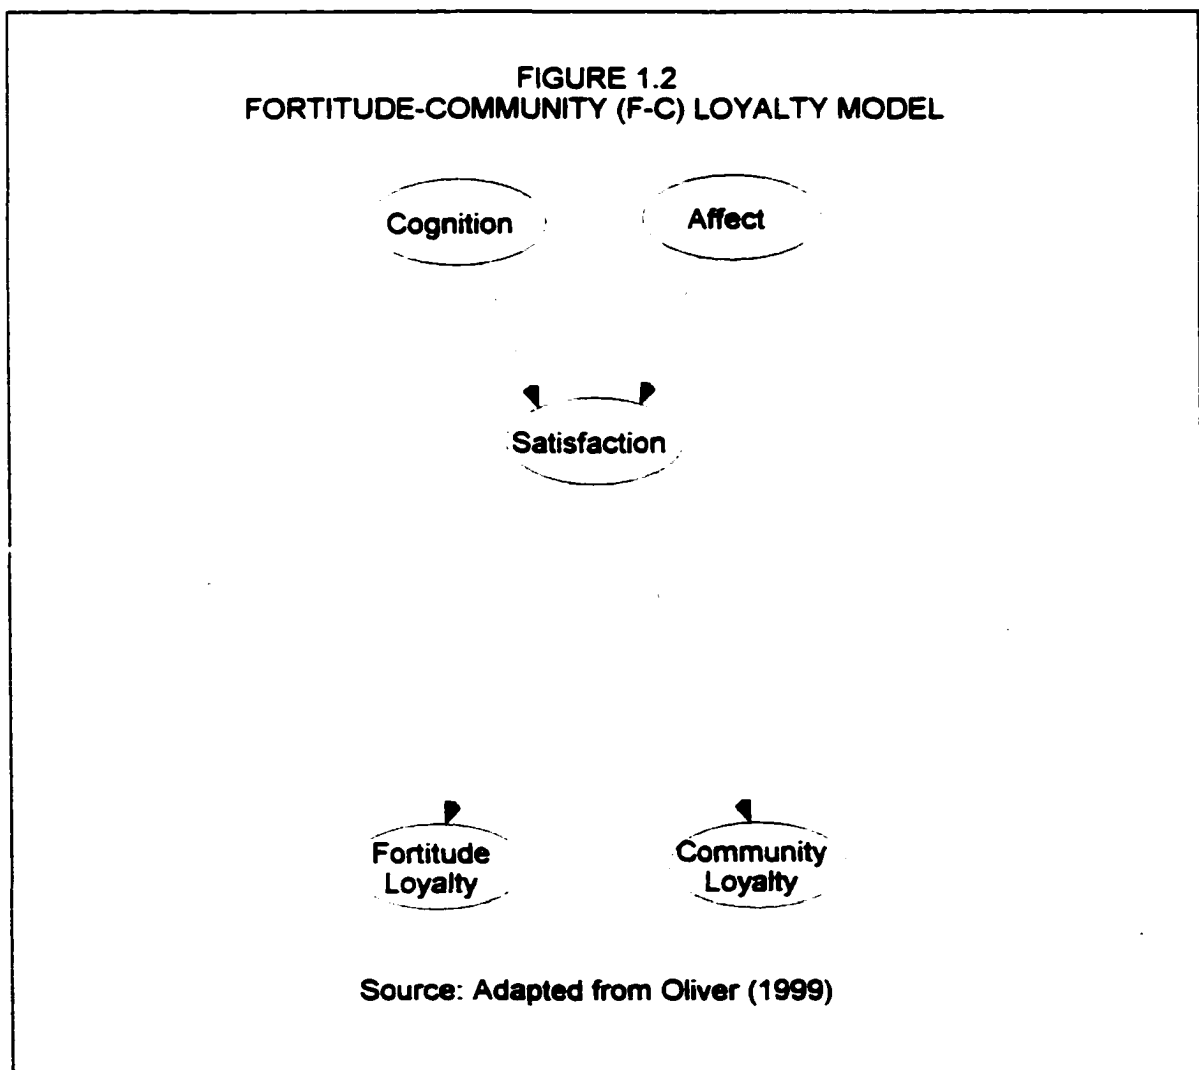 FIGURE 1.2
FORTITUDE-COMMUNITY (F-C) LOYALTY MODEL
Cognition
Affect
Satisfaction
Fortitude
Loyalty
Community
Loyalty
Source: Adapted from Oliver (1999)